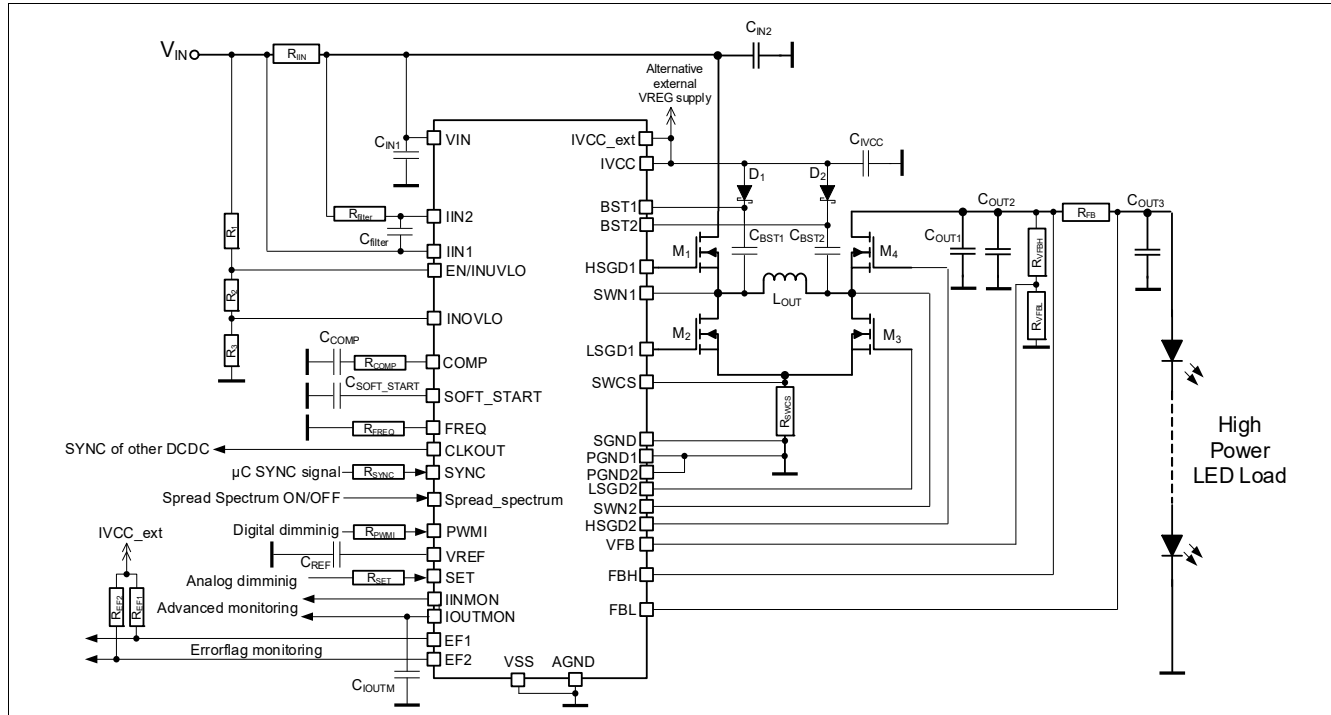 VIN
RIIN
CIN2
Alternative
external
VREG supply
CIN1
VIN
IVCC_ext
IVCC
CIVCC
D1
D2
BST1
BST2
Rfilter
IIN2
Cfilter
IIN1
R1
EN/INUVLO
R2
INOVLO
R3
M1
CBST1
CBST2
M4
HSGD1
SWN1
LOUT
M2
M3
LSGD1
COUT1
COUT2
RFB
COUT3
RVFBH
RVFBL
CCOMP
RCOMP
COMP
CSOFT_START
SOFT_START
SWCS
RSWCS
RFREQ
FREQ
SYNC of other DCDC
CLKOUT
SGND
PGND1
PGND2
µC SYNC signal
RSYNC
SYNC
LSGD2
Spread Spectrum ON/OFF
Spread_spectrum
SWN2
HSGD2
Digital dimminig
RPWMI
PWMI
VFB
IVCC_ext
CREF
VREF
Analog dimminig
RSET
SET
FBH
Advanced monitoring
IINMON
IOUTMON
FBL
REF2
REF1
EF1
Errorflag monitoring
EF2
CIOUTM
VSS
AGND
High
Power
LED Load